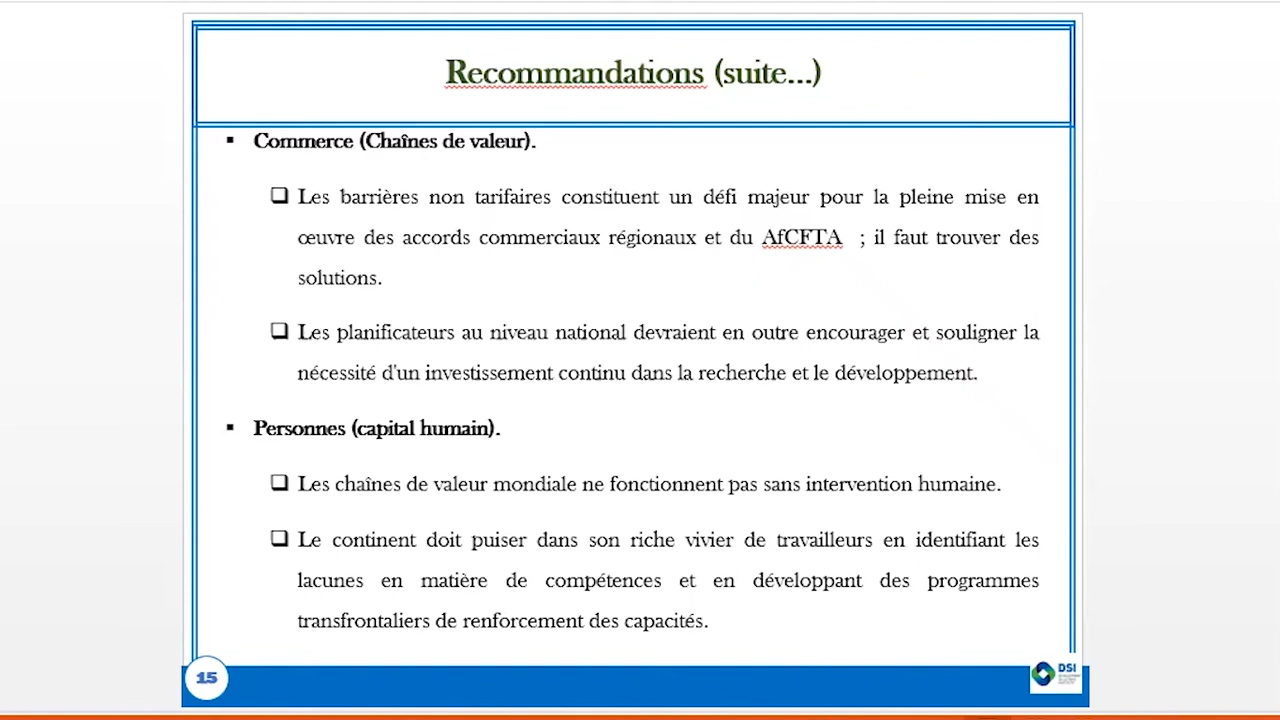 Recommandations (suite...)
▪ Commerce (Chaînes de valeur).
❑ Les barrières non tarifaires constituent un défi majeur pour la pleine mise en
œuvre des accords commerciaux régionaux et du AfCFTA ; il faut trouver des
solutions.
❑ Les planificateurs au niveau national devraient en outre encourager et souligner la
nécessité d'un investissement continu dans la recherche et le développement.
▪ Personnes (capital humain).
❑ Les chaînes de valeur mondiale ne fonctionnent pas sans intervention humaine.
❑ Le continent doit puiser dans son riche vivier de travailleurs en identifiant les
lacunes en matière de compétences et en développant des programmes
transfrontaliers de renforcement des capacités.
15
DSI